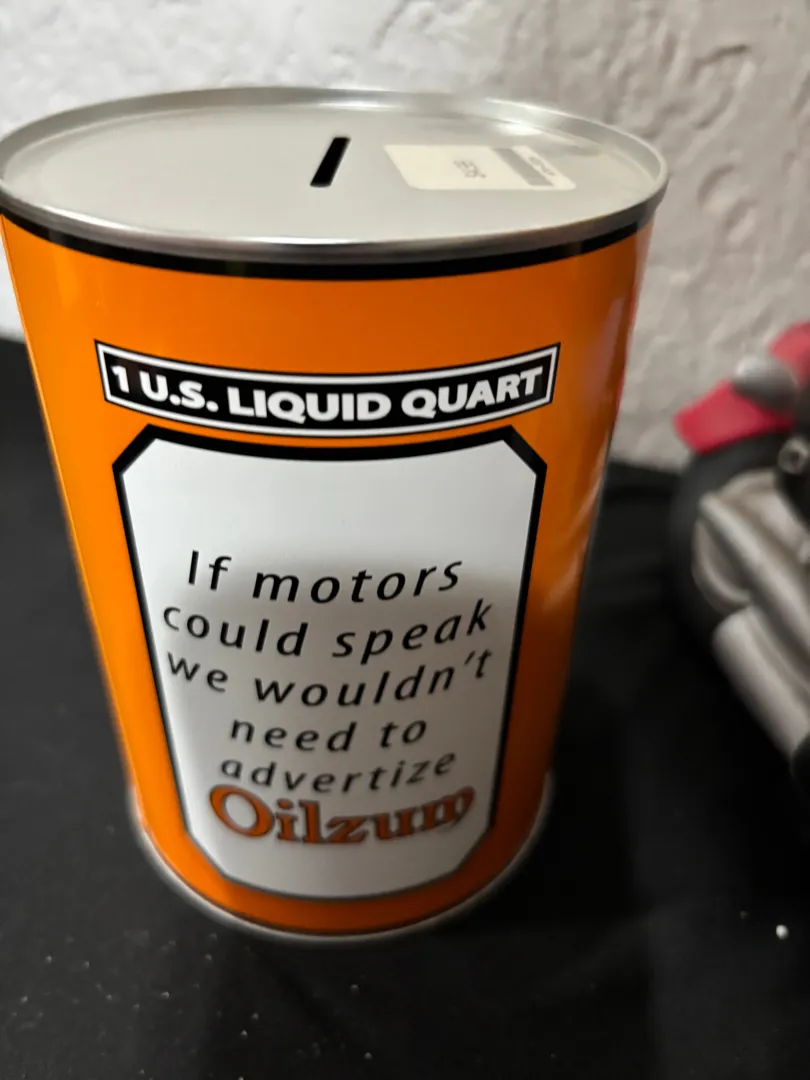 1 U.S. LIQUID QUART
If motors
could speak
we wouldn't
need to
advertize
Oilzum